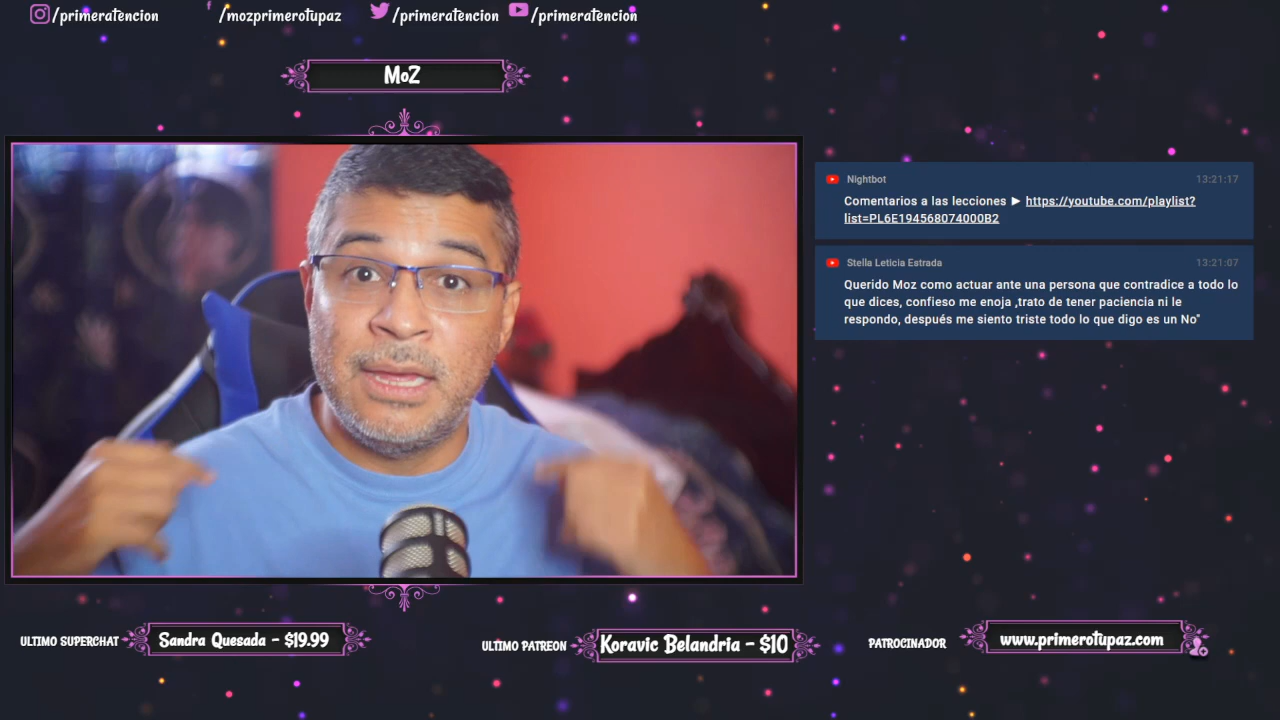 /primeratencion
/mozprimerotupaz
/primeratencion
/primeratencion
MoZ
Nightbot
13:21:17
Comentarios a las lecciones ► https://youtube.com/playlist?
list=PL6E194568074000B2
Stella Leticia Estrada
13:21:07
Querido Moz como actuar ante una persona que contradice a todo lo
que dices, confieso me enoja ,trato de tener paciencia ni le
respondo, después me siento triste todo lo que digo es un No"
ULTIMO SUPERCHAT
Sandra Quesada - $19.99
ULTIMO PATREON
Koravic Belandria - $10
PATROCINADOR
www.primerotupaz.com